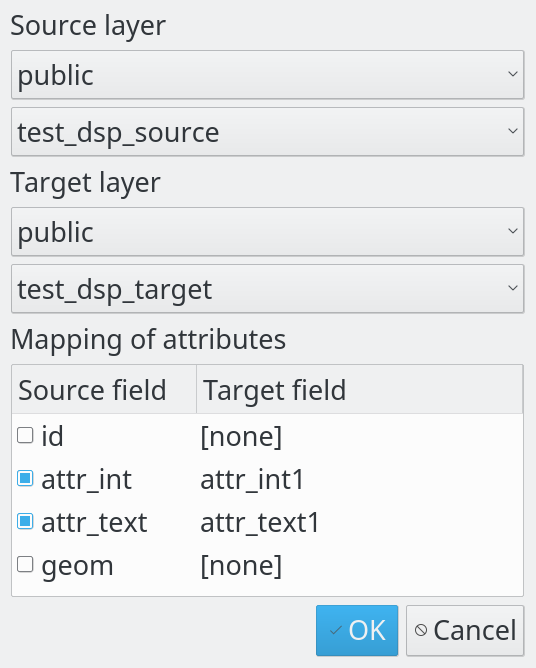 Source layer
public
test_dsp_source
Target layer
public
test_dsp_target
Mapping of attributes
Source field Target field
id [none]
attr_int attr_int1
attr_text attr_text1
geom [none]
OK Cancel